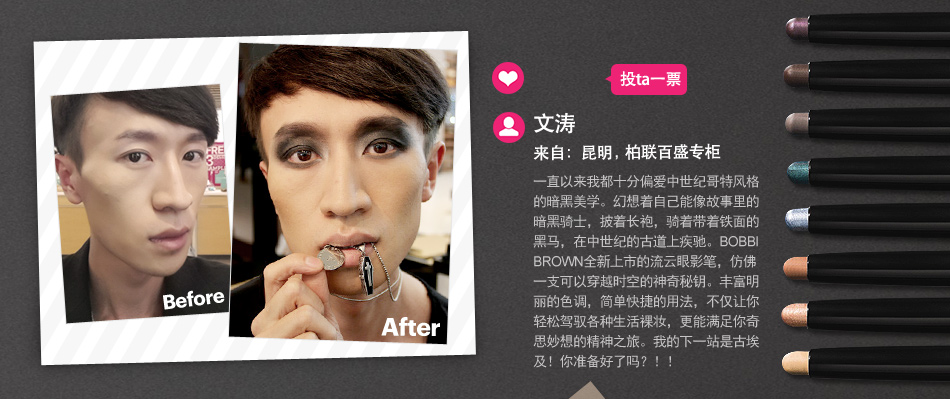 投ta一票
文涛
来自：昆明，柏联百盛专柜
一直以来我都十分偏爱中世纪哥特风格
的暗黑美学。幻想着自己能像故事里的
暗黑骑士，披着长袍，骑着带着铁面的
黑马，在中世纪的古道上疾驰。BOBBI
BROWN全新上市的流云眼影笔，仿佛
一支可以穿越时空的神奇秘钥。丰富明
丽的色调，简单快捷的用法，不仅让你
轻松驾驭各种生活裸妆，更能满足你奇
思妙想的精神之旅。我的下一站是古埃
及！你准备好了吗？！！
Before
After